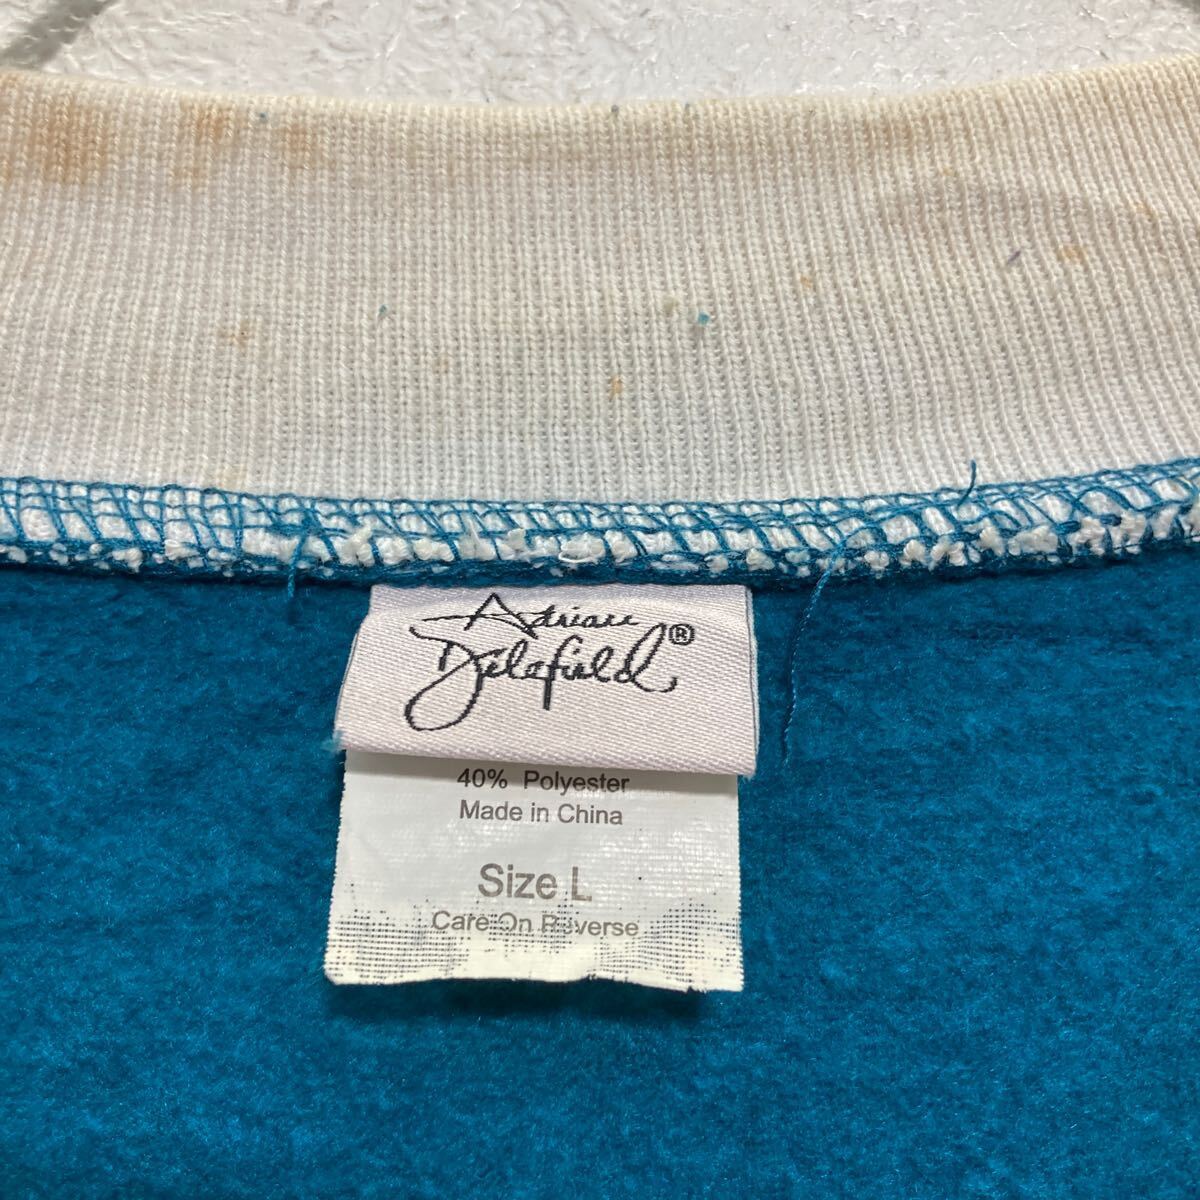 Adrian
Delafield®
40% Polyester
Made in China
Size L
Care On Reverse